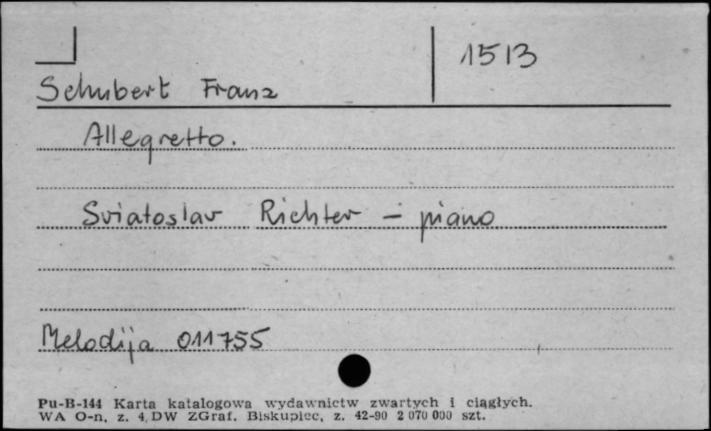 1513
Schubert Franz
Allegretto.
Sviatoslav Richter - piano
Melodija 011755
Pu-B-144 Karta katalogowa wydawnictw zwartych i ciągłych.
WA O-n, z. 4, DW ZGraf. Biskupiec, z. 42-90 2 070 000 szt.